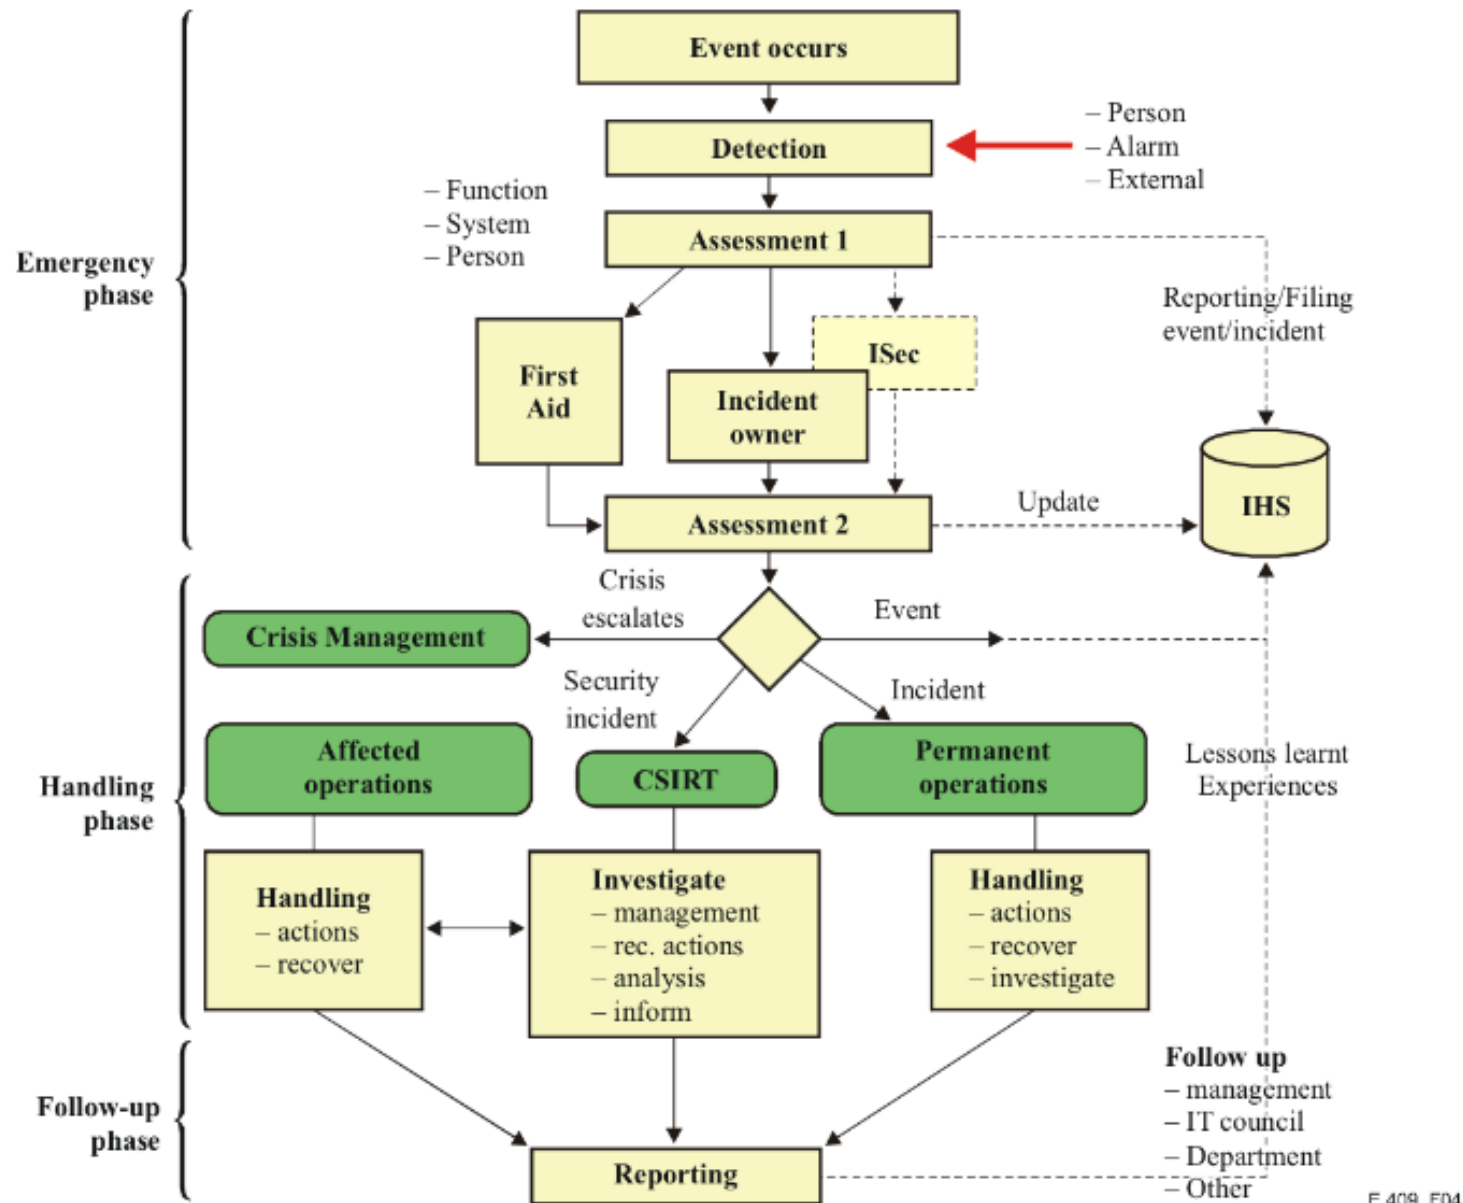 Event occurs
Detection
– Person
– Alarm
– External
– Function
– System
– Person
Assessment 1
Emergency
phase
Reporting/Filing
event/incident
First
Aid
Incident
owner
ISec
Assessment 2
Update
IHS
Crisis
escalates
Event
Crisis Management
Security
incident
Incident
Affected
operations
CSIRT
Permanent
operations
Lessons learnt
Experiences
Handling
phase
Handling
– actions
– recover
Investigate
– management
– rec. actions
– analysis
– inform
Handling
– actions
– recover
– investigate
Follow-up
phase
Reporting
Follow up
– management
– IT council
– Department
– Other